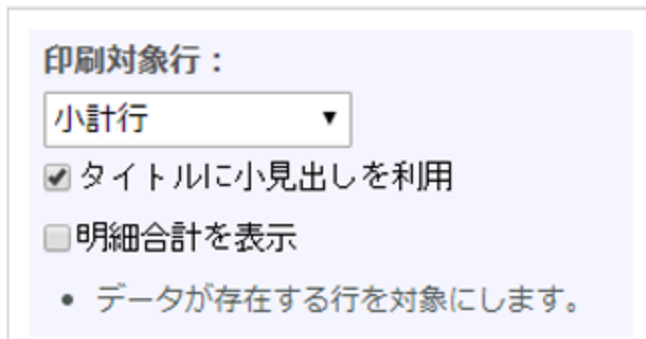 印刷対象行：
小計行
タイトルに小見出しを利用
明細合計を表示
データが存在する行を対象にします。